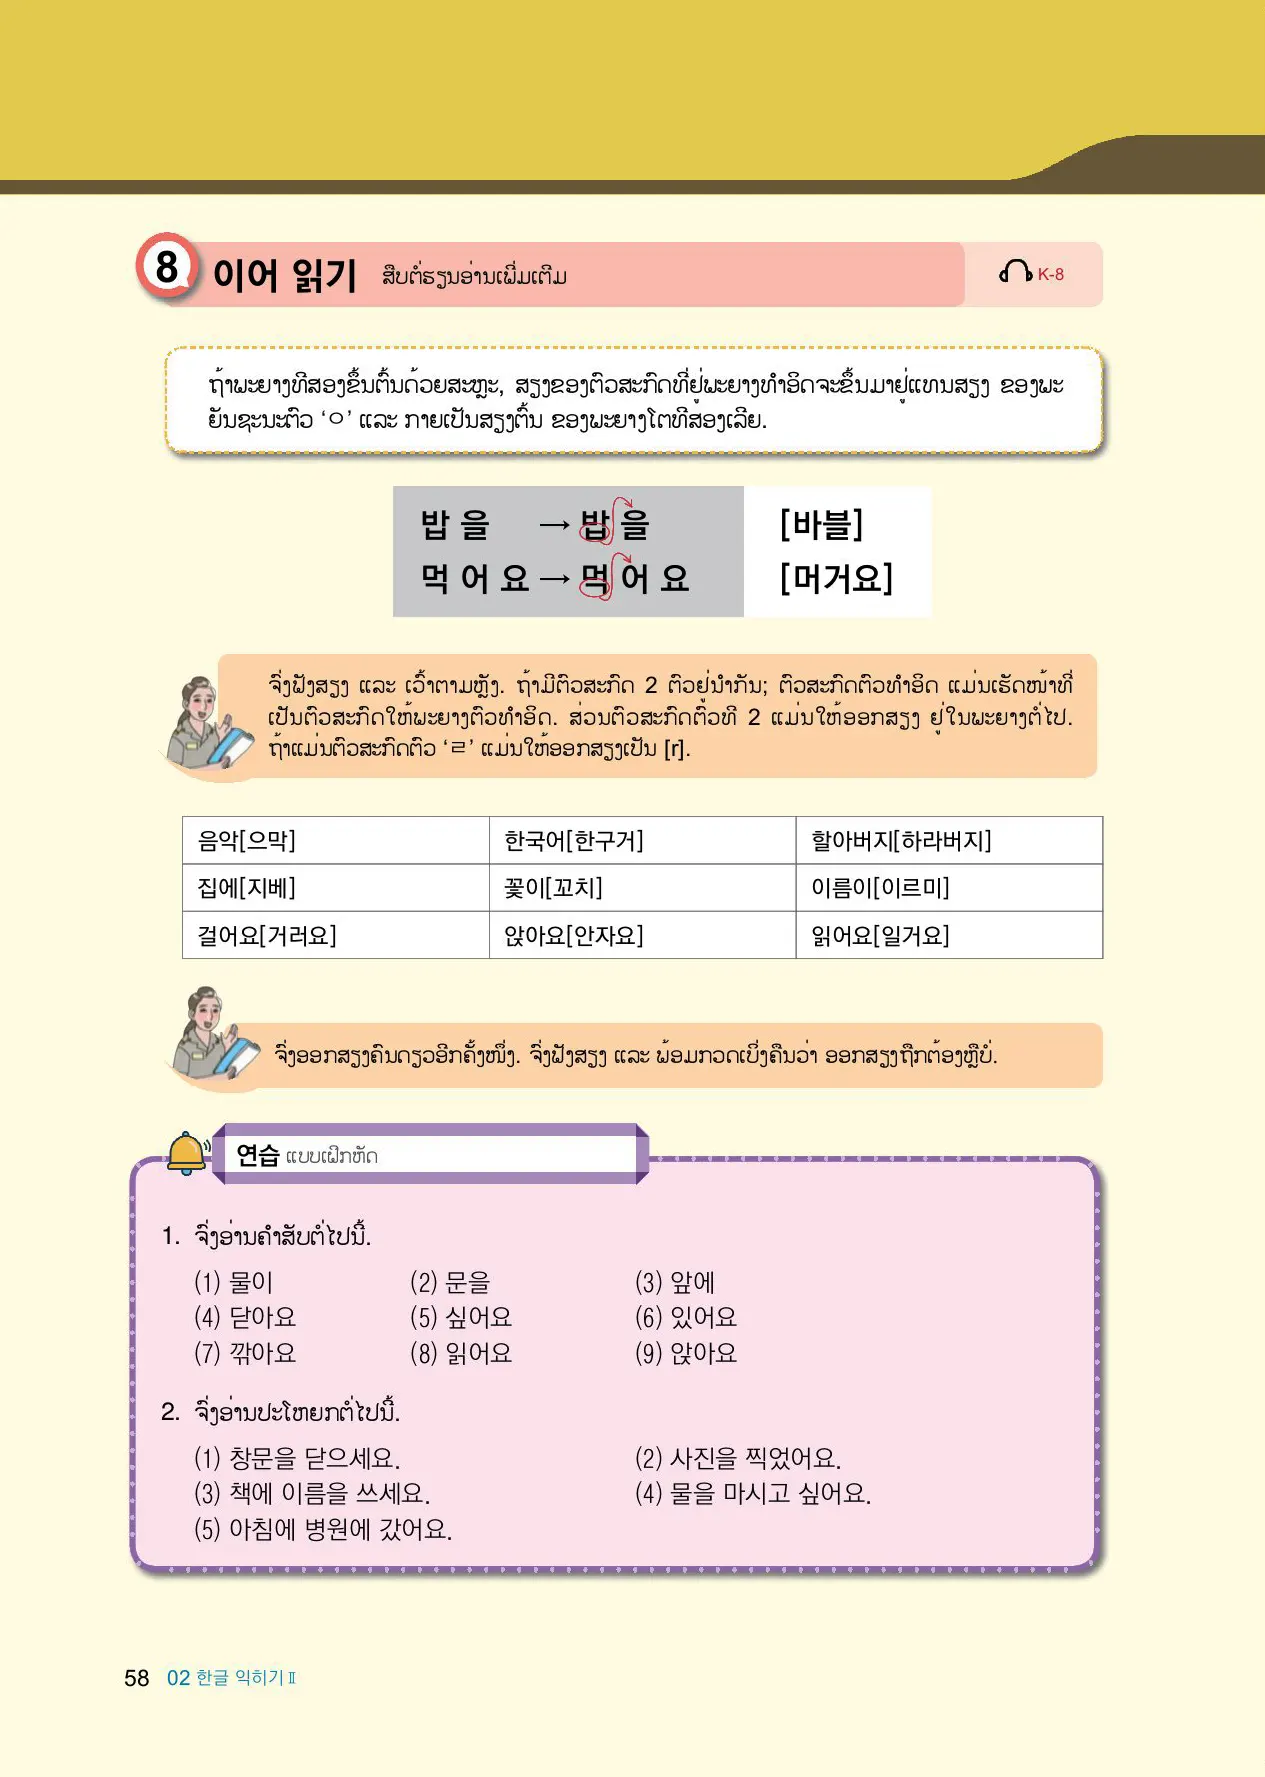 8 이어 읽기 ສືບຕໍ່ຮຽນອ່ານເພີ່ມເຕີມ K-8
ຖ້າພະຍາງທີສອງຂຶ້ນຕົ້ນດ້ວຍສະຫຼະ, ສຽງຂອງຕົວສະກົດທີ່ຢູ່ພະຍາງທຳອິດຈະຂຶ້ນມາຢູ່ແທນສຽງ ຂອງພະ
ຍັນຊະນະຕົວ ‘ㅇ’ ແລະ ກາຍເປັນສຽງຕົ້ນ ຂອງພະຍາງໂຕທີສອງເລີຍ.
밥 을 → 밥 을 [바블]
먹 어 요 → 먹 어 요 [머거요]
ຈົ່ງຟັງສຽງ ແລະ ເວົ້າຕາມຫຼັງ. ຖ້າມີຕົວສະກົດ 2 ຕົວຢູ່ນຳກັນ; ຕົວສະກົດຕົວທຳອິດ ແມ່ນເຮັດໜ້າທີ່
ເປັນຕົວສະກົດໃຫ້ພະຍາງຕົວທຳອິດ. ສ່ວນຕົວສະກົດຕົວທີ 2 ແມ່ນໃຫ້ອອກສຽງ ຢູ່ໃນພະຍາງຕໍ່ໄປ.
ຖ້າແມ່ນຕົວສະກົດຕົວ ‘ㄹ’ ແມ່ນໃຫ້ອອກສຽງເປັນ [r].
음악[으막] 한국어[한구거] 할아버지[하라버지]
집에[지베] 꽃이[꼬치] 이름이[이르미]
걸어요[거러요] 앉아요[안자요] 읽어요[일거요]
ຈົ່ງອອກສຽງຄົນດຽວອີກຄັ້ງໜຶ່ງ. ຈົ່ງຟັງສຽງ ແລະ ພ້ອມກວດເບິ່ງຄືນວ່າ ອອກສຽງຖືກຕ້ອງຫຼືບໍ່.
연습 ແບບເຝິກຫັດ
1. ຈົ່ງອ່ານຄຳສັບຕໍ່ໄປນີ້.
(1) 물이 (2) 문을 (3) 앞에
(4) 닫아요 (5) 싶어요 (6) 있어요
(7) 깎아요 (8) 읽어요 (9) 앉아요
2. ຈົ່ງອ່ານປະໂຫຍກຕໍ່ໄປນີ້.
(1) 창문을 닫으세요. (2) 사진을 찍었어요.
(3) 책에 이름을 쓰세요. (4) 물을 마시고 싶어요.
(5) 아침에 병원에 갔어요.
58 02 한글 익히기 Ⅱ